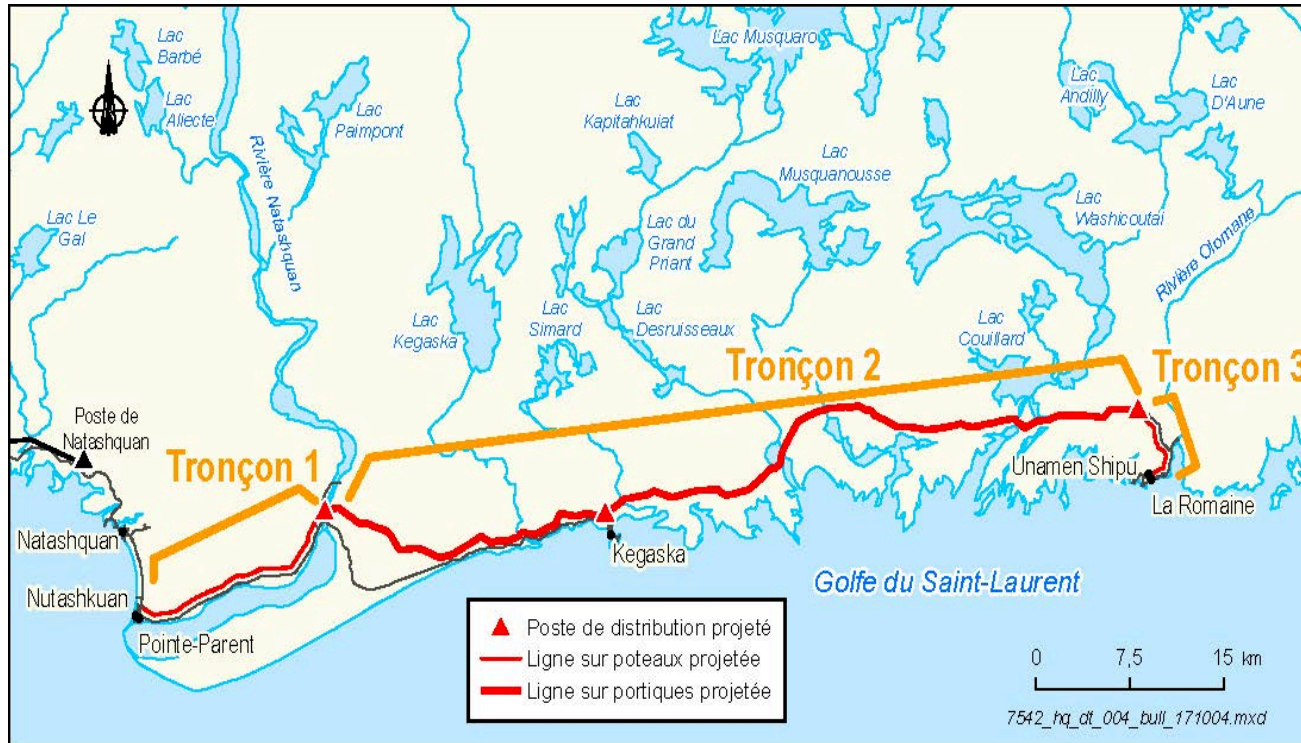 Lac
Barbé
Lac
Aliecte
Lac
Paimpont
Rivière Natashquan
Lac Le
Gal
Lac Musquaro
Lac
Kapitahkuiat
Lac
Musquanousse
Lac du
Grand
Priant
Lac
Kegaska
Lac
Simard
Lac
Desruisseaux
Lac
Andilly
Lac
D'Aune
Lac
Washicoutai
Rivière Olomane
Lac
Couillard
Poste de
Natashquan
Tronçon 1
Tronçon 2
Tronçon 3
Natashquan
Nutashkuan
Pointe-Parent
Kegaska
Unamen Shipu
La Romaine
Golfe du Saint-Laurent
Poste de distribution projeté
Ligne sur poteaux projetée
Ligne sur portiques projetée
0 7,5 15 km
7542_hq_dt_004_bull_171004.mxd